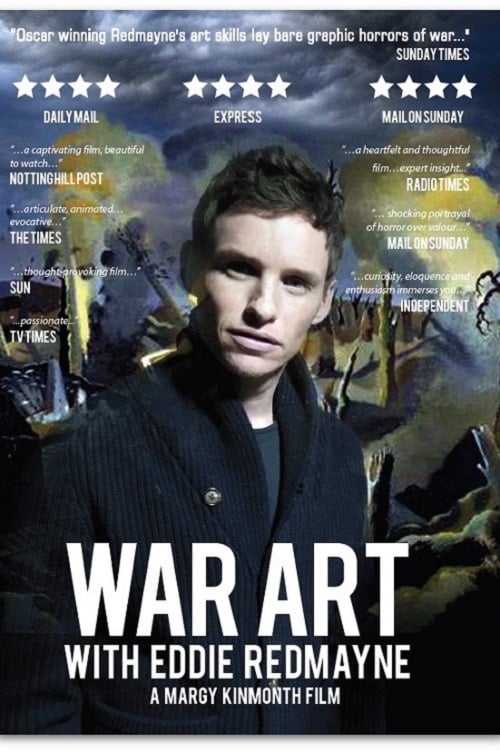 "Oscar winning Redmayne's art skills lay bare graphic horrors of war..."
SUNDAY TIMES
DAILY MAIL
EXPRESS
MAIL ON SUNDAY
"...a captivating film, beautiful
to watch..."
NOTTING HILL POST
"...articulate, animated...
evocative..."
THE TIMES
"...thought-provoking film..."
SUN
"...passionate..."
TV TIMES
"...a heartfelt and thoughtful
film...expert insight..."
RADIO TIMES
"... shocking portrayal
of horror over valour..."
MAIL ON SUNDAY
"...curiosity, eloquence and
enthusiasm immerses you..."
INDEPENDENT
WAR ART
WITH EDDIE REDMAYNE
A MARGY KINMONTH FILM